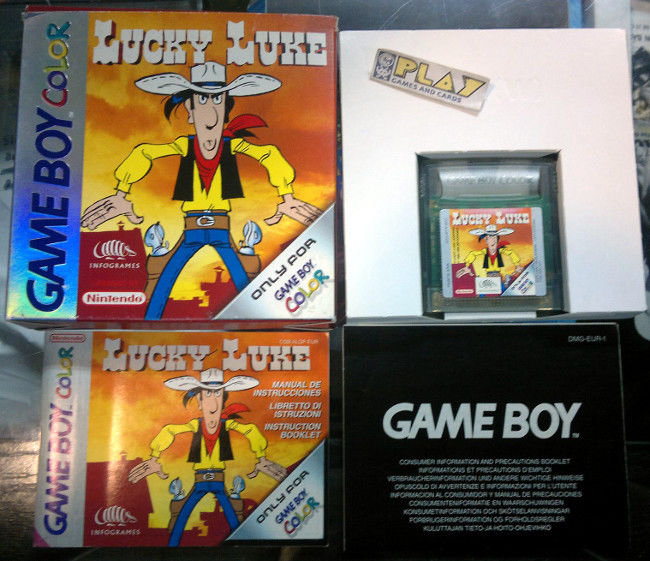 LUCKY LUKE
GAME BOY COLOR
INFOGRAMES
Nintendo
ONLY FOR
GAME BOY
COLOR
PLAY
GAMES AND CARDS
LUCKY LUKE
Nintendo
GAME BOY COLOR
LUCKY LUKE
MANUAL DE
INSTRUCCIONES
LIBRETTO DI
ISTRUZIONI
INSTRUCTION
BOOKLET
INFOGRAMES
ONLY FOR
GAME BOY
COLOR
DMG-EUR-1
GAME BOY™
CONSUMER INFORMATION AND PRECAUTIONS BOOKLET
INFORMATIONS ET PRECAUTIONS D'EMPLOI
VERBRAUCHERINFORMATION UND ANDERE WICHTIGE HINWEISE
OPUSCOLO DI AVVERTENZE E INFORMAZIONI PER L'UTENTE
INFORMACION AL CONSUMIDOR Y MANUAL DE PRECAUCIONES
CONSUMENTENINFORMATIE EN WAARSCHUWINGEN
KONSUMETINFORMATION OCH SKÖTSELANVISNINGAR
FORBRUGERINFORMATION OG FORHOLDSREGLER
KULUTTAJAN TIETO-JA HOITO-OHJEVIHKO